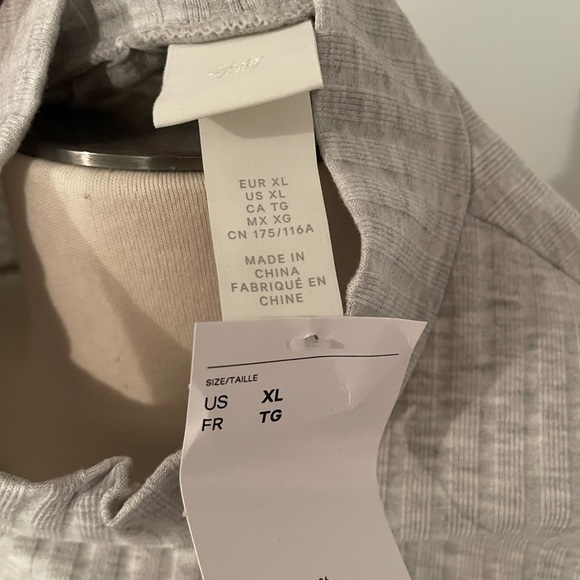 EUR XL
US XL
CA TG
MX XG
CN 175/116A
MADE IN
CHINA
FABRIQUÉ EN
CHINE
SIZE/TAILLE
US XL
FR TG